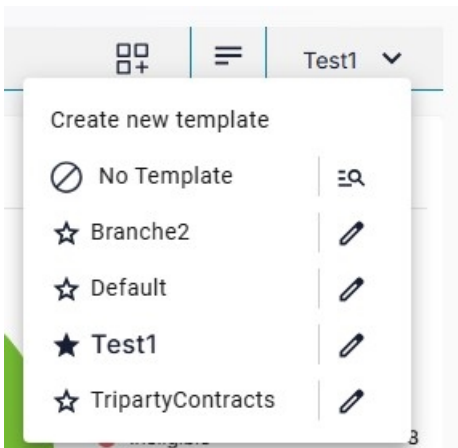 Test1
Create new template
No Template
Branche2
Default
Test1
TripartyContracts